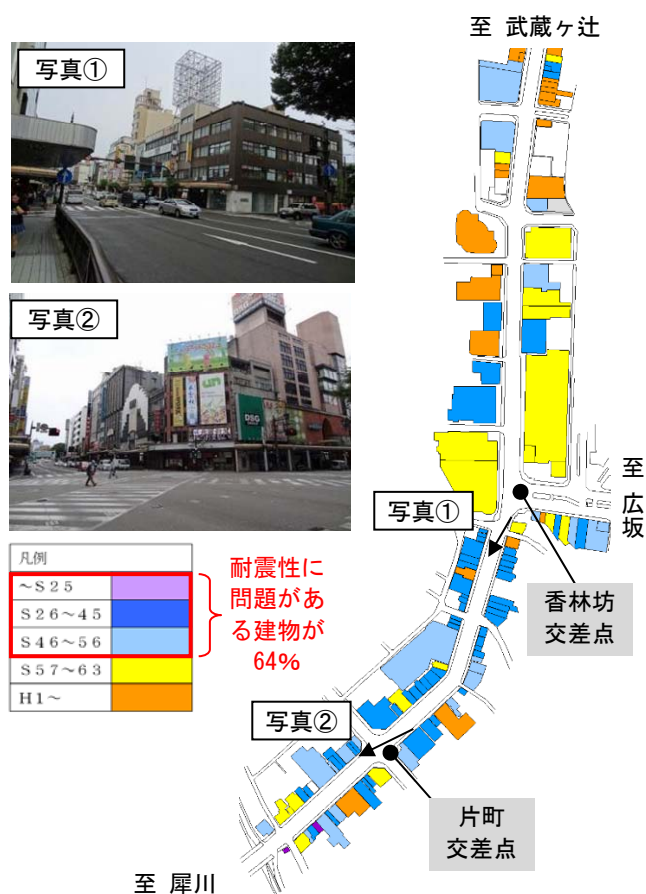 至 武蔵ヶ辻
写真①
写真②
un
DSG
凡例
～S25
S26～45
S46～56
S57～63
H1～
耐震性に
問題があ
る建物が
64%
至
広
坂
写真①
香林坊
交差点
写真②
片町
交差点
至 犀川